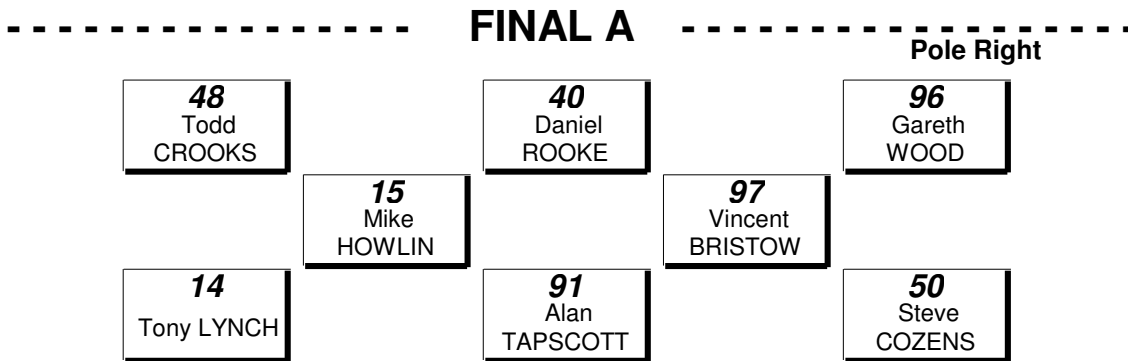 FINAL A
Pole Right
48
Todd
CROOKS
40
Daniel
ROOKE
96
Gareth
WOOD
15
Mike
HOWLIN
97
Vincent
BRISTOW
14
Tony LYNCH
91
Alan
TAPSCOTT
50
Steve
COZENS